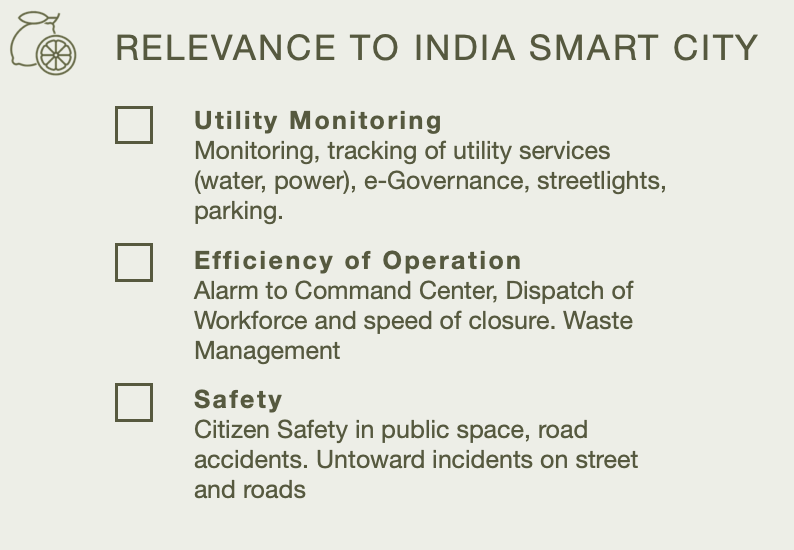 RELEVANCE TO INDIA SMART CITY
Utility Monitoring
Monitoring, tracking of utility services
(water, power), e-Governance, streetlights,
parking.
Efficiency of Operation
Alarm to Command Center, Dispatch of
Workforce and speed of closure. Waste
Management
Safety
Citizen Safety in public space, road
accidents. Untoward incidents on street
and roads